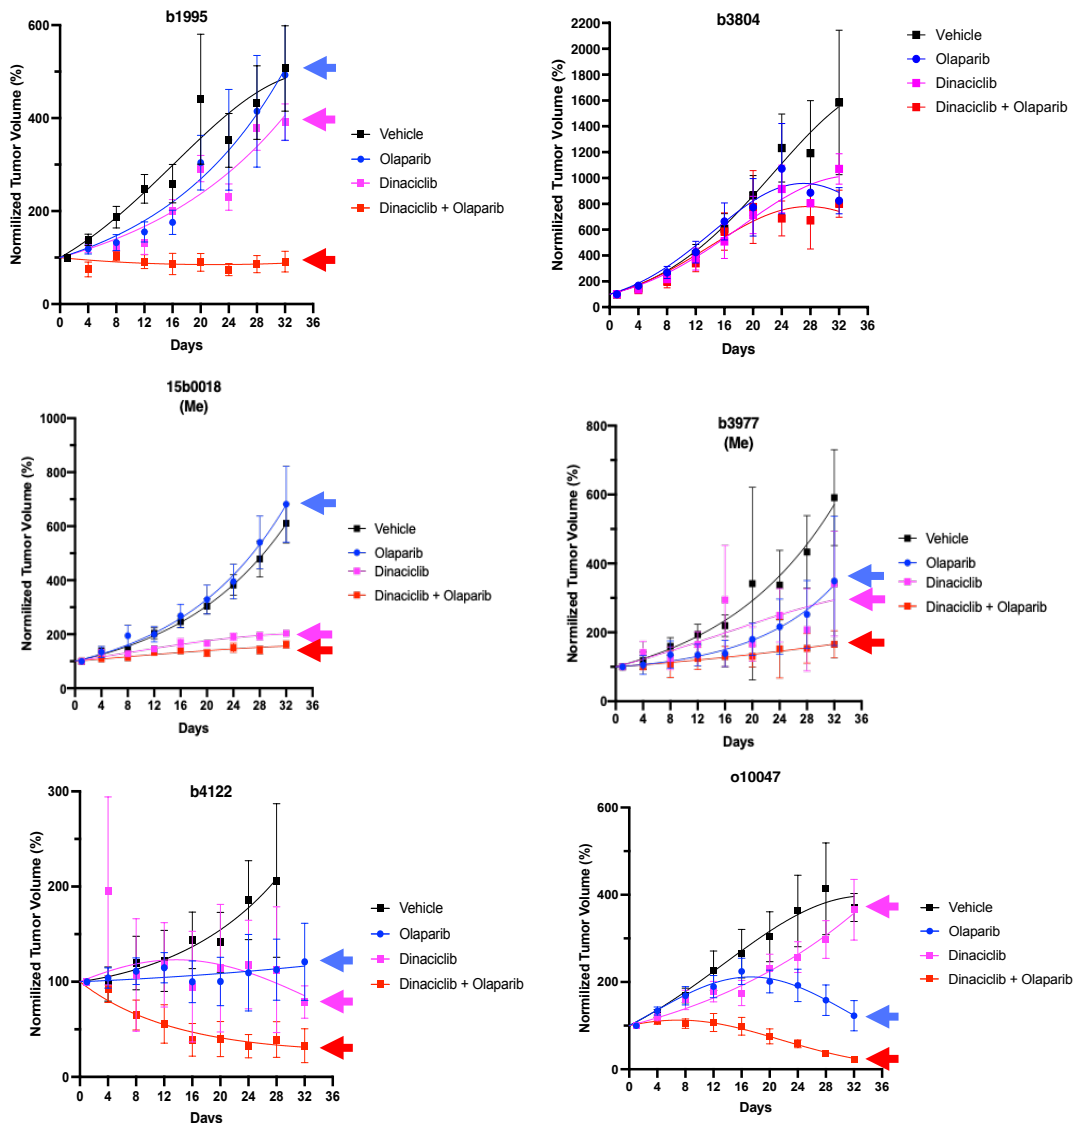 b1995
600
400
200
0
Normilized Tumor Volume (%)
0 4 8 12 16 20 24 28 32 36
Days
Vehicle
Olaparib
Dinaciclib
Dinaciclib + Olaparib
b3804
2200
2000
1800
1600
1400
1200
1000
800
600
400
200
0
Normilized Tumor Volume (%)
0 4 8 12 16 20 24 28 32 36
Days
Vehicle
Olaparib
Dinaciclib
Dinaciclib + Olaparib
15b0018
(Me)
1000
800
600
400
200
0
Normilized Tumor Volume (%)
0 4 8 12 16 20 24 28 32 36
Days
Vehicle
Olaparib
Dinaciclib
Dinaciclib + Olaparib
b3977
(Me)
800
600
400
200
0
Normilized Tumor Volume (%)
0 4 8 12 16 20 24 28 32 36
Days
Vehicle
Olaparib
Dinaciclib
Dinaciclib + Olaparib
b4122
300
200
100
0
Normilized Tumor Volume (%)
0 4 8 12 16 20 24 28 32 36
Days
Vehicle
Olaparib
Dinaciclib
Dinaciclib + Olaparib
o10047
600
400
200
0
Normilized Tumor Volume (%)
0 4 8 12 16 20 24 28 32 36
Days
Vehicle
Olaparib
Dinaciclib
Dinaciclib + Olaparib